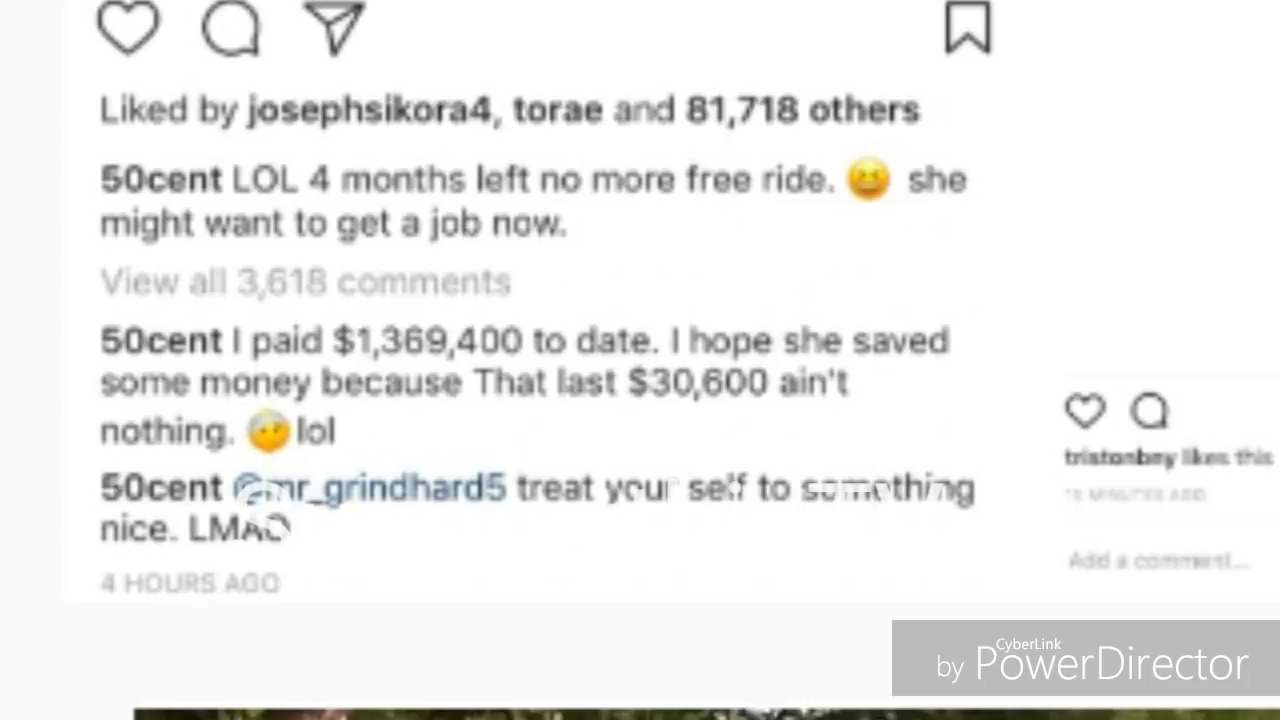 Liked by josephsikora4, torae and 81,718 others
50cent LOL 4 months left no more free ride. 😆 she
might want to get a job now.
View all 3,618 comments
50cent I paid $1,369,400 to date. I hope she saved
some money because That last $30,600 ain't
nothing. 🤕 lol
50cent @mr_grindhard5 treat your self to something
nice. LMAO
4 HOURS AGO
likes this
MINUTES AGO
Add a comment...
CyberLink
by PowerDirector